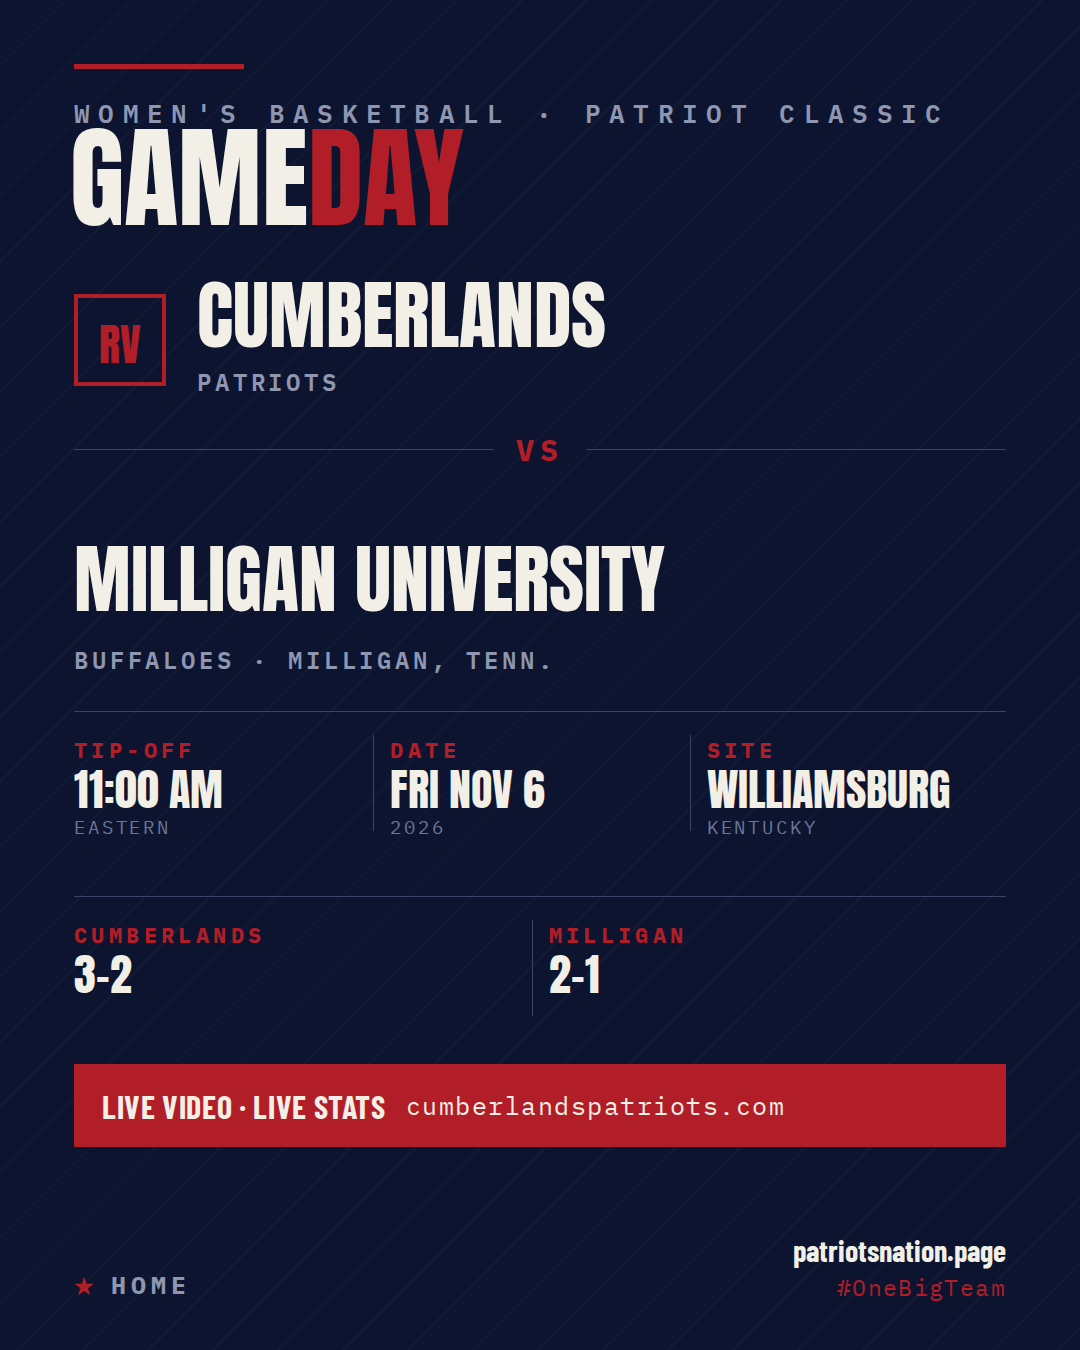 WOMEN'S BASKETBALL · PATRIOT CLASSIC
GAMEDAY
RV
CUMBERLANDS
PATRIOTS
VS
MILLIGAN UNIVERSITY
BUFFALOES · MILLIGAN, TENN.
TIP-OFF
11:00 AM
EASTERN
DATE
FRI NOV 6
2026
SITE
WILLIAMSBURG
KENTUCKY
CUMBERLANDS
3-2
MILLIGAN
2-1
LIVE VIDEO · LIVE STATS cumberlandspatriots.com
★ HOME
patriotsnation.page
#OneBigTeam